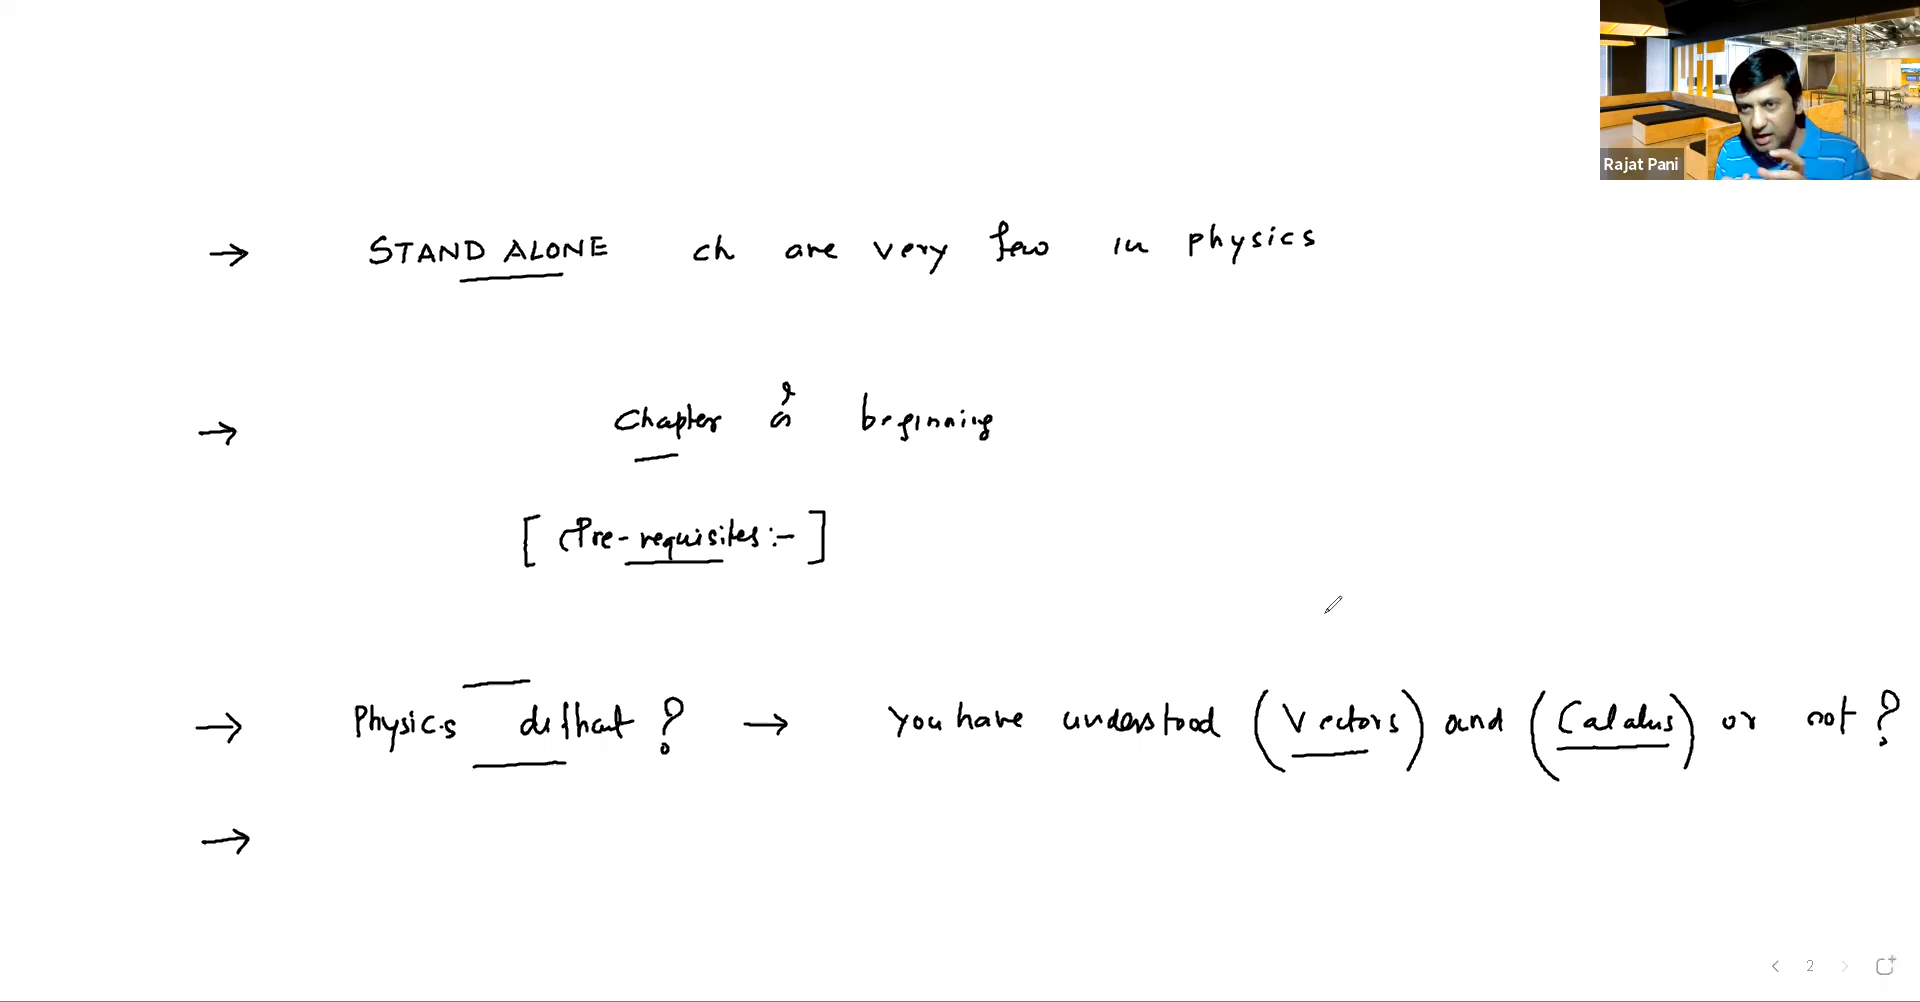 Rajat Pani
→ STAND ALONE ch are very few in physics
→ Chapter a beginning
[ Pre-requisites :- ]
→ Physics difficult ? → You have understood (Vectors) and (Calculus) or not ?
→
2